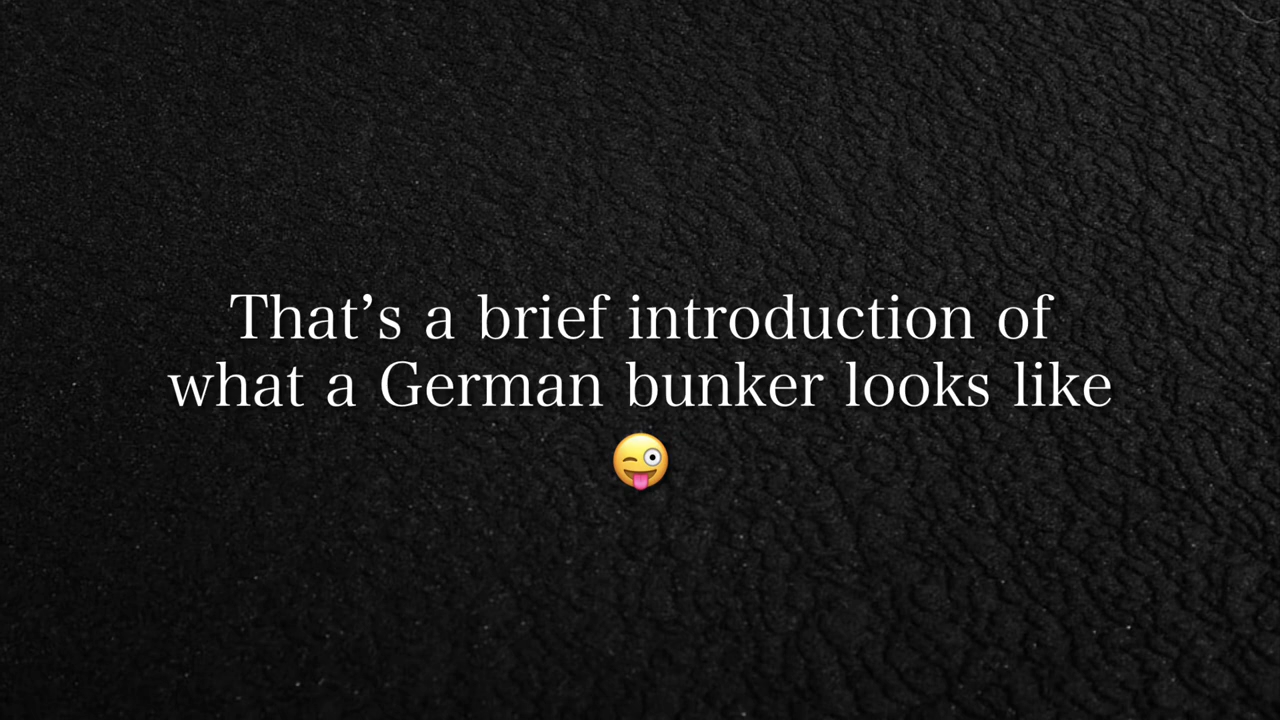 That’s a brief introduction of
what a German bunker looks like
😜